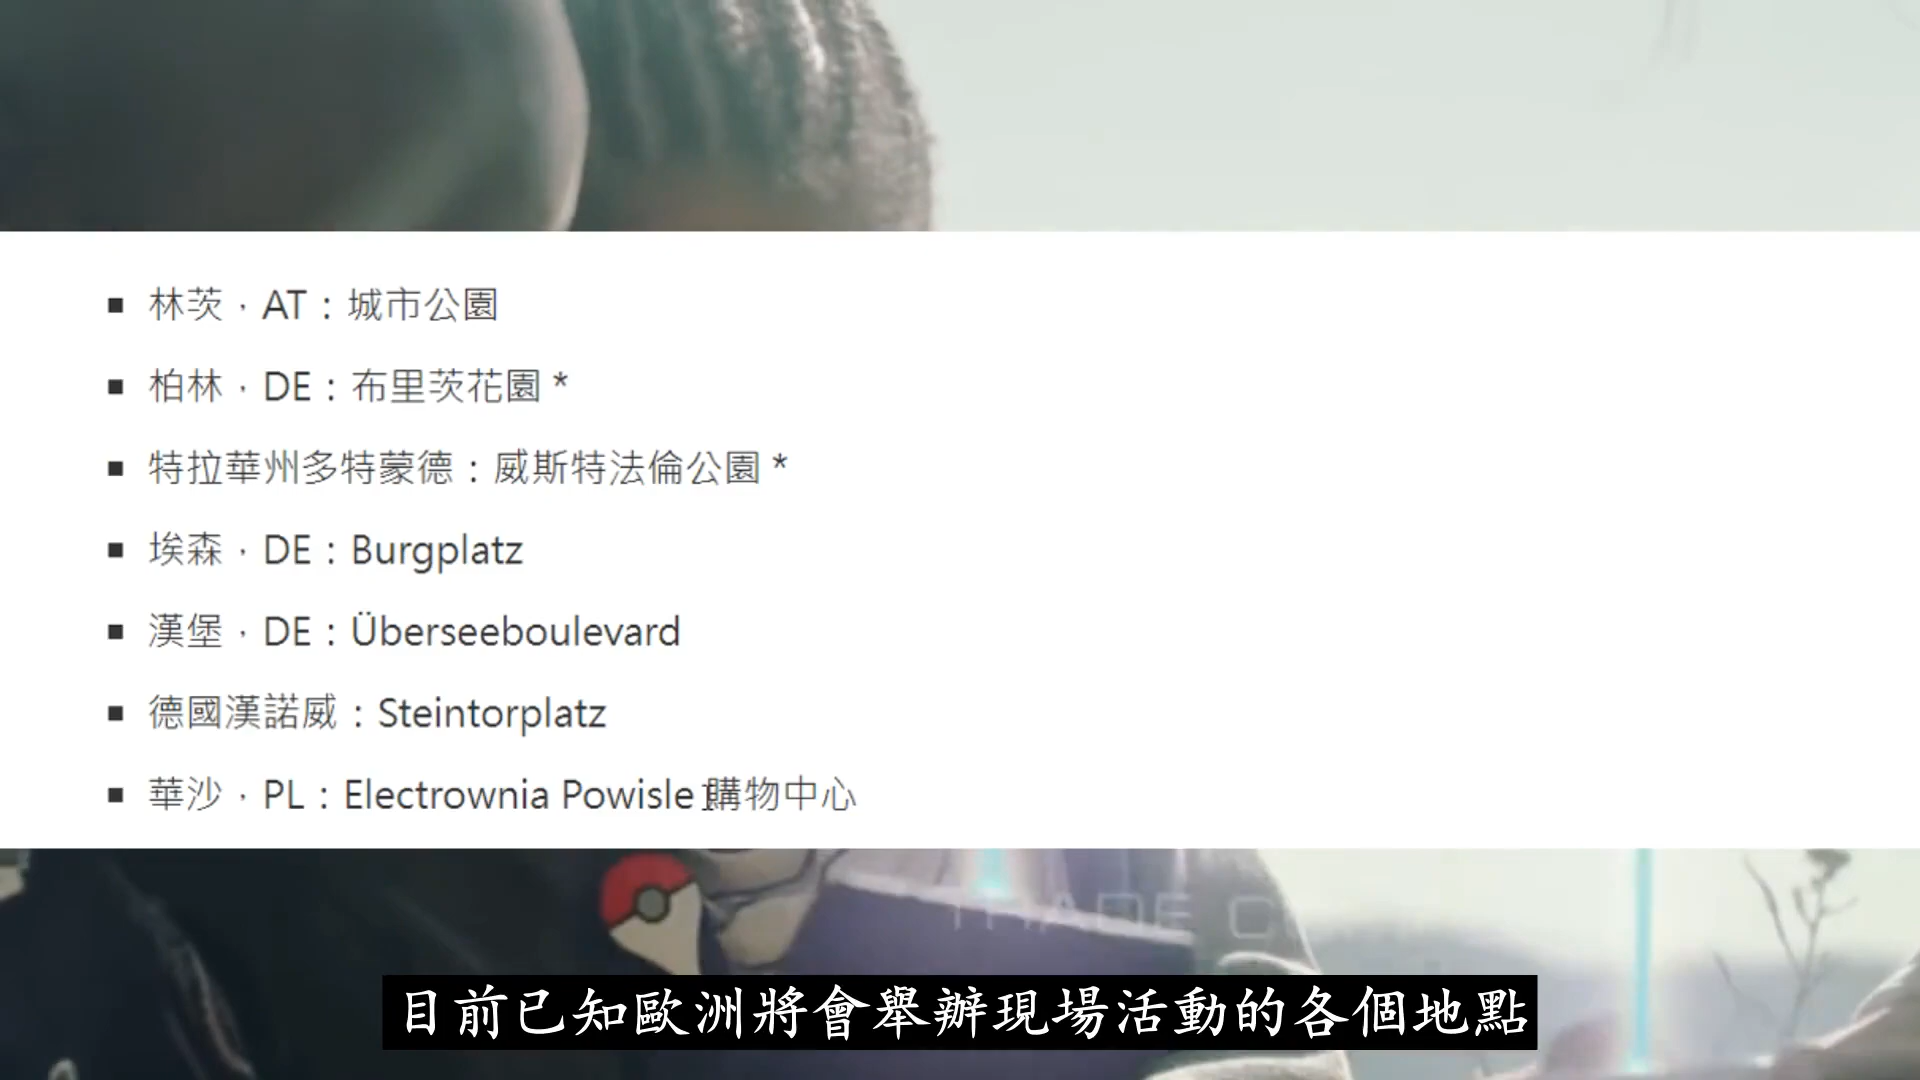 ▪ 林茨，AT：城市公園
▪ 柏林，DE：布里茨花園 *
▪ 特拉華州多特蒙德：威斯特法倫公園 *
▪ 埃森，DE：Burgplatz
▪ 漢堡，DE：Überseeboulevard
▪ 德國漢諾威：Steintorplatz
▪ 華沙，PL：Electrownia Powisle 購物中心
TRADE C
目前已知歐洲將會舉辦現場活動的各個地點